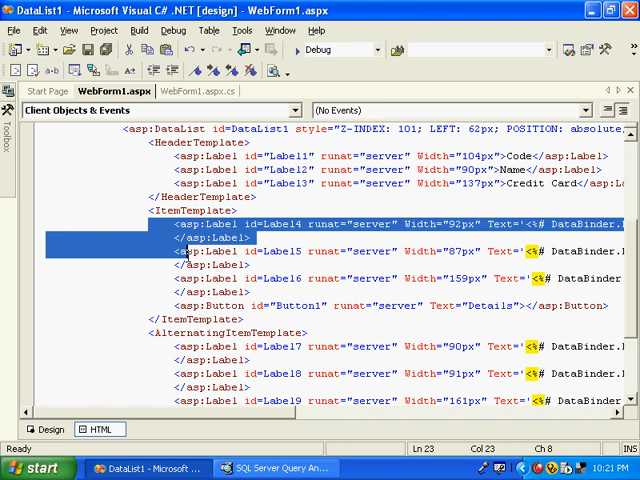 DataList1 - Microsoft Visual C# .NET [design] - WebForm1.aspx
File Edit View Project Build Debug Table Tools Window Help
Debug
Start Page WebForm1.aspx WebForm1.aspx.cs
Client Objects & Events (No Events)
Toolbox
<asp:DataList id=DataList1 style="Z-INDEX: 101; LEFT: 62px; POSITION: absolute
<HeaderTemplate>
<asp:Label id="Label1" runat="server" Width="104px">Code</asp:Label>
<asp:Label id="Label2" runat="server" Width="90px">Name</asp:Label>
<asp:Label id="Label3" runat="server" Width="137px">Credit Card</asp:La
</HeaderTemplate>
<ItemTemplate>
<asp:Label id=Label4 runat="server" Width="92px" Text='<%# DataBinder.
</asp:Label>
<asp:Label id=Label5 runat="server" Width="87px" Text='<%# DataBinder.
</asp:Label>
<asp:Label id=Label6 runat="server" Width="159px" Text='<%# DataBinder
</asp:Label>
<asp:Button id="Button1" runat="server" Text="Details"></asp:Button>
</ItemTemplate>
<AlternatingItemTemplate>
<asp:Label id=Label7 runat="server" Width="90px" Text='<%# DataBinder.
</asp:Label>
<asp:Label id=Label8 runat="server" Width="91px" Text='<%# DataBinder.
</asp:Label>
<asp:Label id=Label9 runat="server" Width="161px" Text='<%# DataBinder
Design HTML
Ready Ln 23 Col 23 Ch 8 INS
start DataList1 - Microsoft ... SQL Server Query An... 10:21 PM